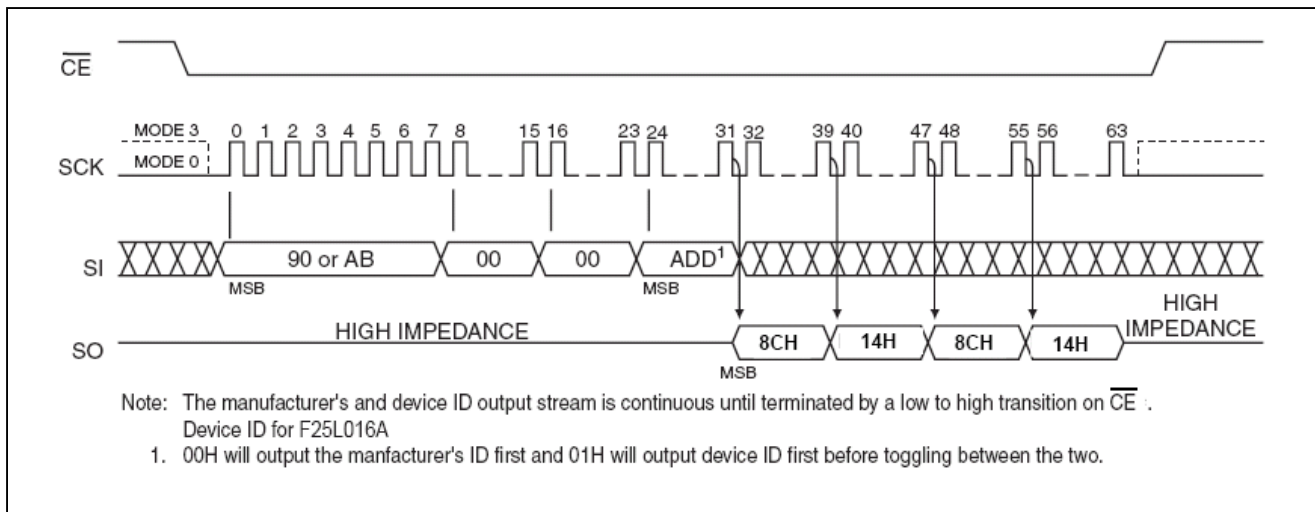 CE
MODE 3 0 1 2 3 4 5 6 7 8 15 16 23 24 31 32 39 40 47 48 55 56 63
SCK MODE 0
SI 90 or AB 00 00 ADD1
MSB MSB
HIGH IMPEDANCE HIGH IMPEDANCE
SO 8CH 14H 8CH 14H
MSB
Note: The manufacturer's and device ID output stream is continuous until terminated by a low to high transition on CE .
Device ID for F25L016A
1. 00H will output the manfacturer's ID first and 01H will output device ID first before toggling between the two.